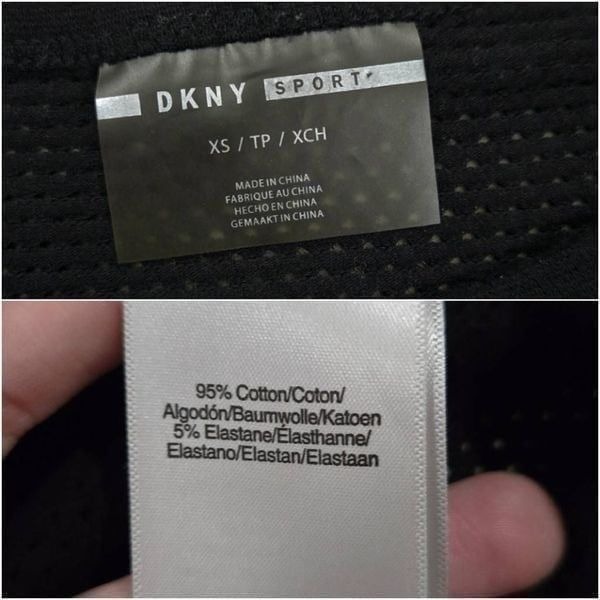 DKNY SPORT
XS / TP / XCH
MADE IN CHINA
FABRIQUE AU CHINA
HECHO EN CHINA
GEMAAKT IN CHINA
95% Cotton/Coton/
Algodón/Baumwolle/Katoen
5% Elastane/Élasthanne/
Elastano/Elastan/Elastaan